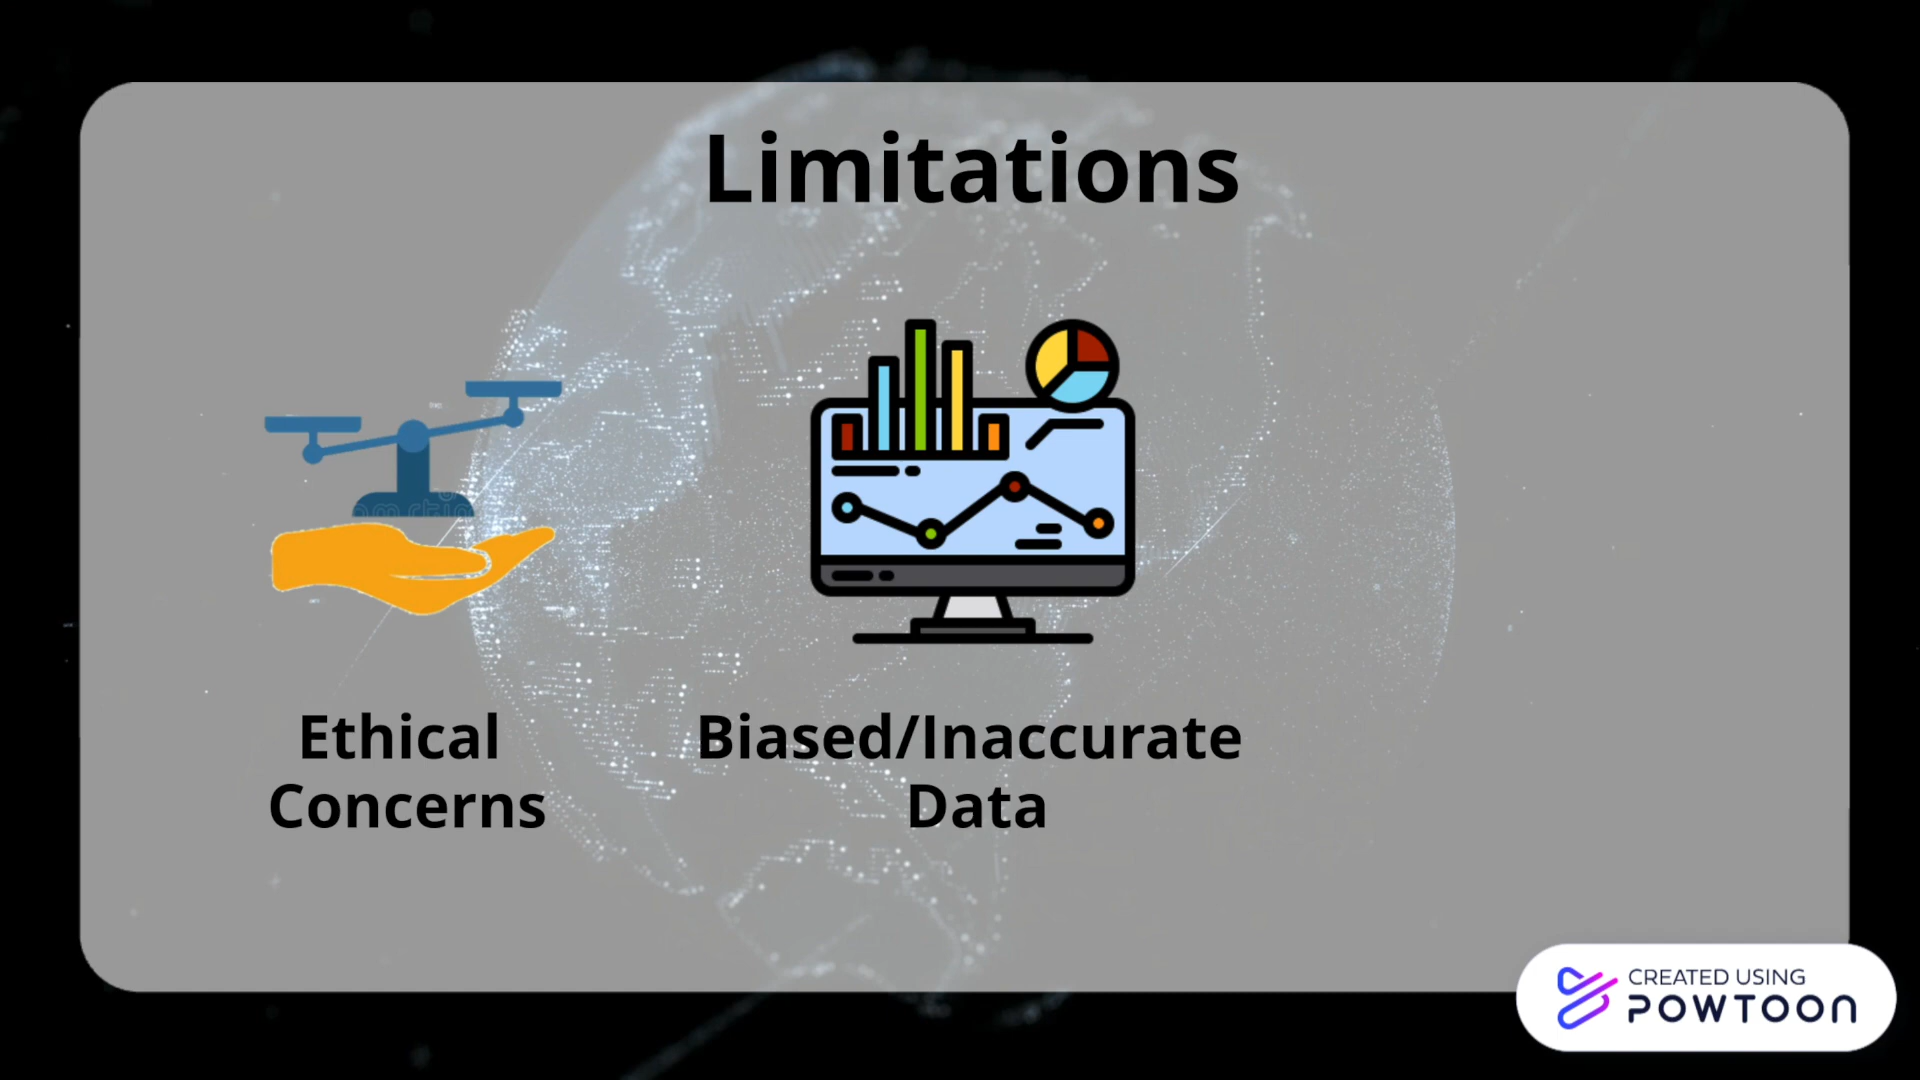 Limitations
Ethical
Concerns
Biased/Inaccurate
Data
CREATED USING
POWTOON